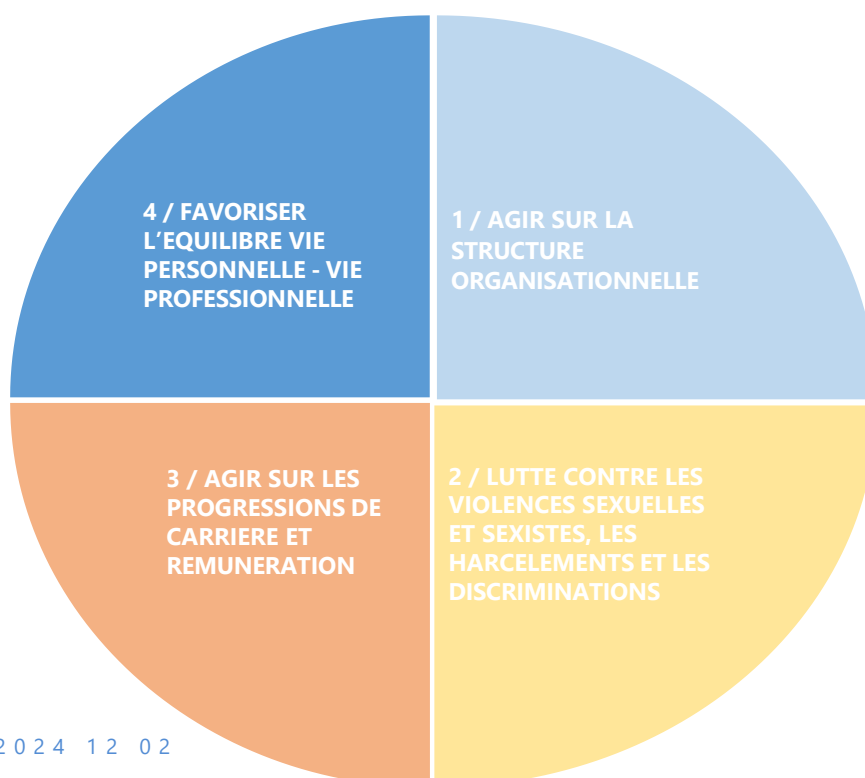 4 / FAVORISER
L’EQUILIBRE VIE
PERSONNELLE - VIE
PROFESSIONNELLE
1 / AGIR SUR LA
STRUCTURE
ORGANISATIONNELLE
3 / AGIR SUR LES
PROGRESSIONS DE
CARRIERE ET
REMUNERATION
2 / LUTTE CONTRE LES
VIOLENCES SEXUELLES
ET SEXISTES, LES
HARCELEMENTS ET LES
DISCRIMINATIONS
2024 12 02